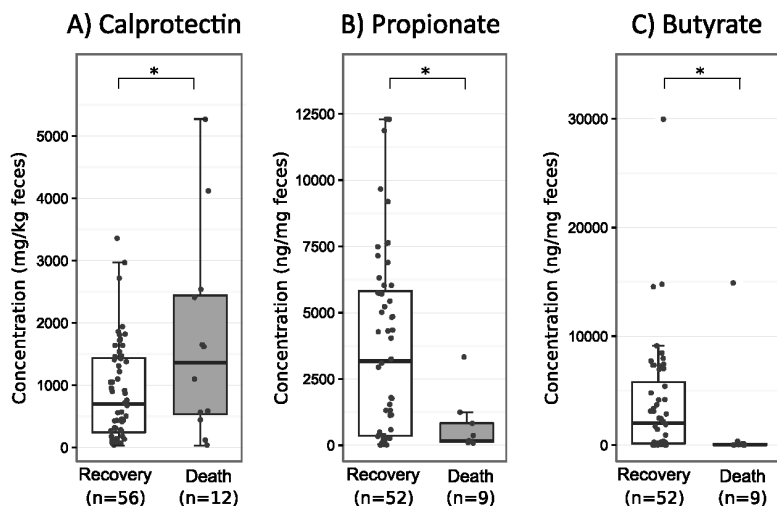 A) Calprotectin
*
Concentration (mg/kg feces)
5000
4000
3000
2000
1000
0
Recovery
(n=56)
Death
(n=12)
B) Propionate
*
Concentration (ng/mg feces)
12500
10000
7500
5000
2500
0
Recovery
(n=52)
Death
(n=9)
C) Butyrate
*
Concentration (ng/mg feces)
30000
20000
10000
0
Recovery
(n=52)
Death
(n=9)